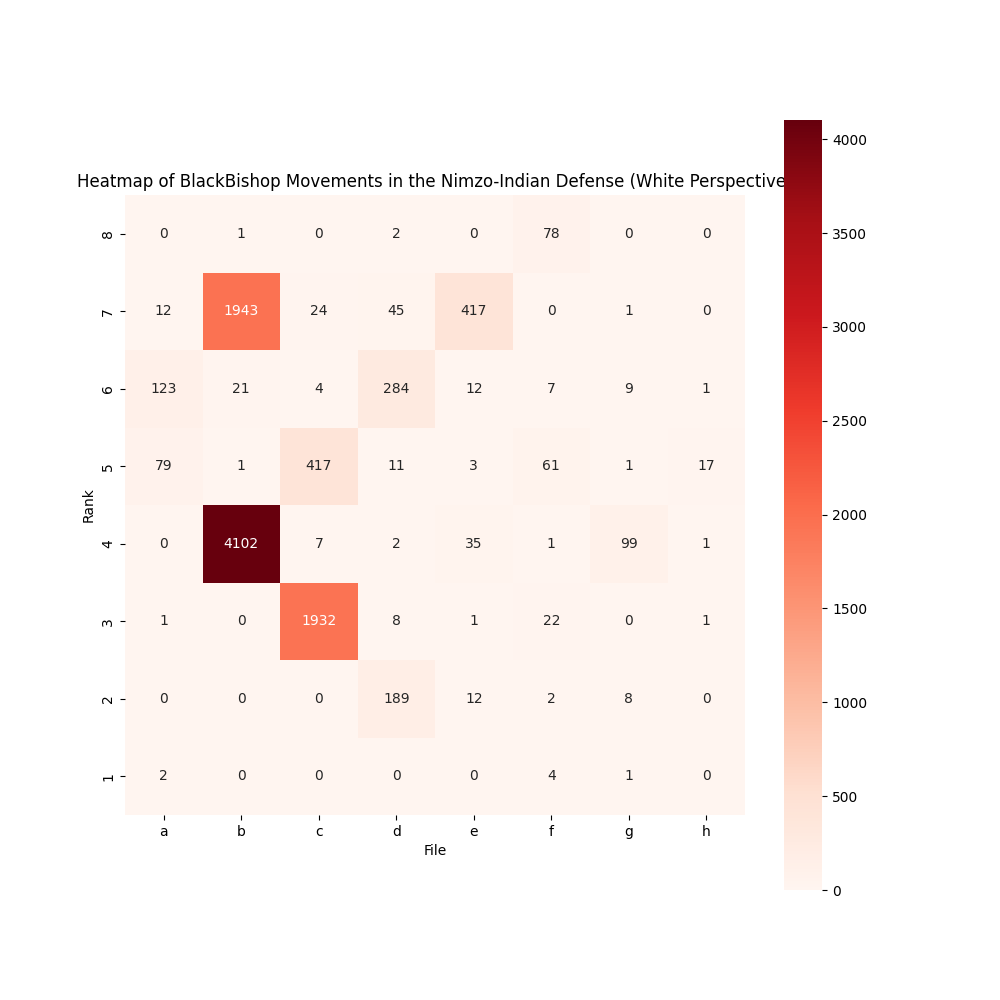 Heatmap of BlackBishop Movements in the Nimzo-Indian Defense (White Perspective
4000
3500
3000
2500
2000
1500
1000
500
0
Rank
8 0 1 0 2 0 78 0 0
7 12 1943 24 45 417 0 1 0
6 123 21 4 284 12 7 9 1
5 79 1 417 11 3 61 1 17
4 0 4102 7 2 35 1 99 1
3 1 0 1932 8 1 22 0 1
2 0 0 0 189 12 2 8 0
1 2 0 0 0 0 4 1 0
a b c d e f g h
File